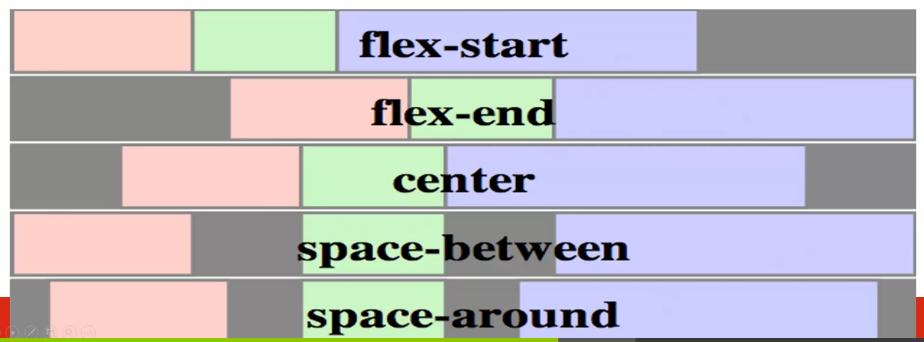 flex-start
flex-end
center
space-between
space-around